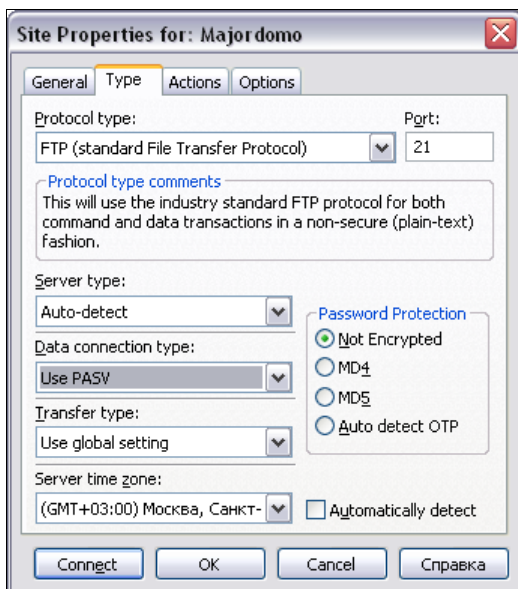 Site Properties for: Majordomo
General Type Actions Options
Protocol type: Port:
FTP (standard File Transfer Protocol) 21
Protocol type comments
This will use the industry standard FTP protocol for both
command and data transactions in a non-secure (plain-text)
fashion.
Server type:
Auto-detect
Password Protection
Not Encrypted
MD4
MD5
Auto detect OTP
Data connection type:
Use PASV
Transfer type:
Use global setting
Server time zone:
(GMT+03:00) Москва, Санкт-
Automatically detect
Connect OK Cancel Справка